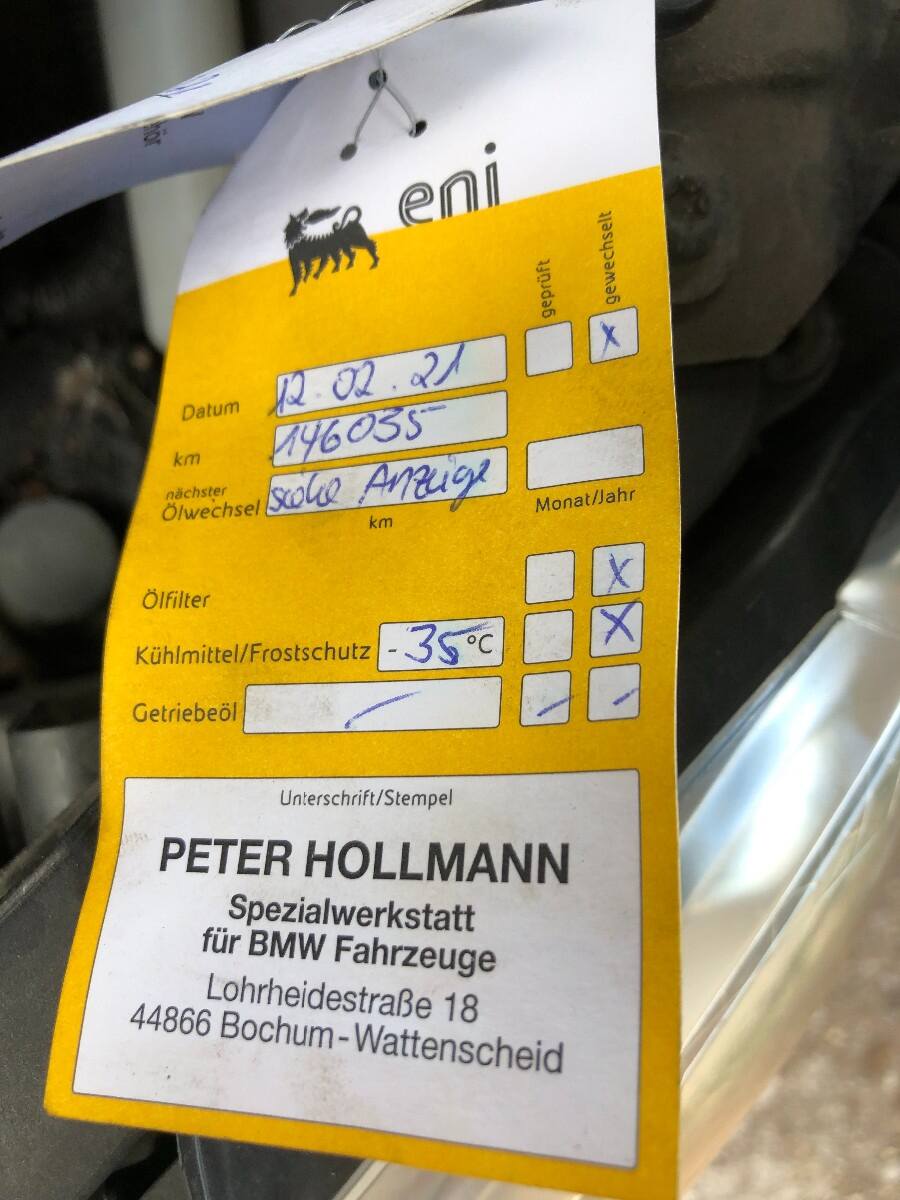 eni
geprüft
gewechselt
x
Datum 12.02.21
km 146035
nächster
Ölwechsel siehe Anzeige
km
Monat/Jahr
Ölfilter x
Kühlmittel/Frostschutz -35 °C x
Getriebeöl
Unterschrift/Stempel
PETER HOLLMANN
Spezialwerkstatt
für BMW Fahrzeuge
Lohrheidestraße 18
44866 Bochum-Wattenscheid